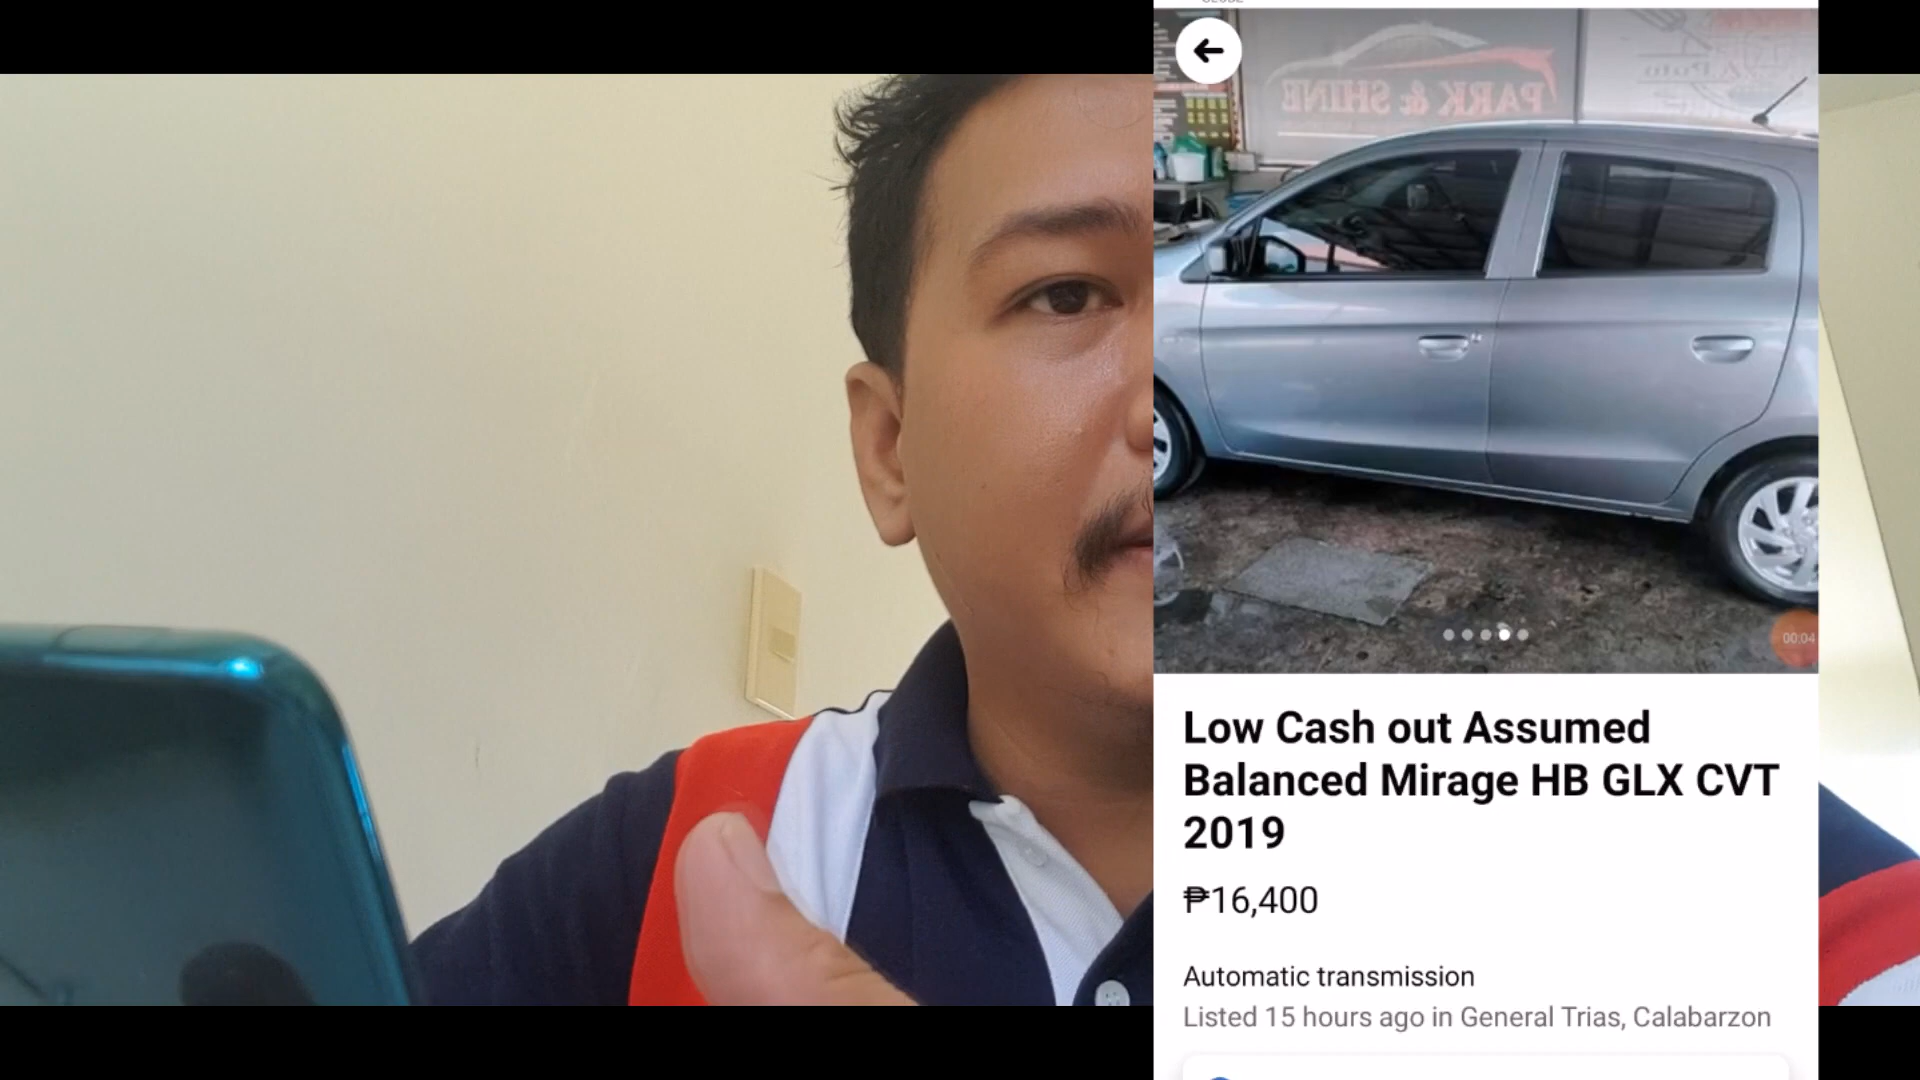 PARK & SHINE
00:04
Low Cash out Assumed
Balanced Mirage HB GLX CVT
2019
₱16,400
Automatic transmission
Listed 15 hours ago in General Trias, Calabarzon